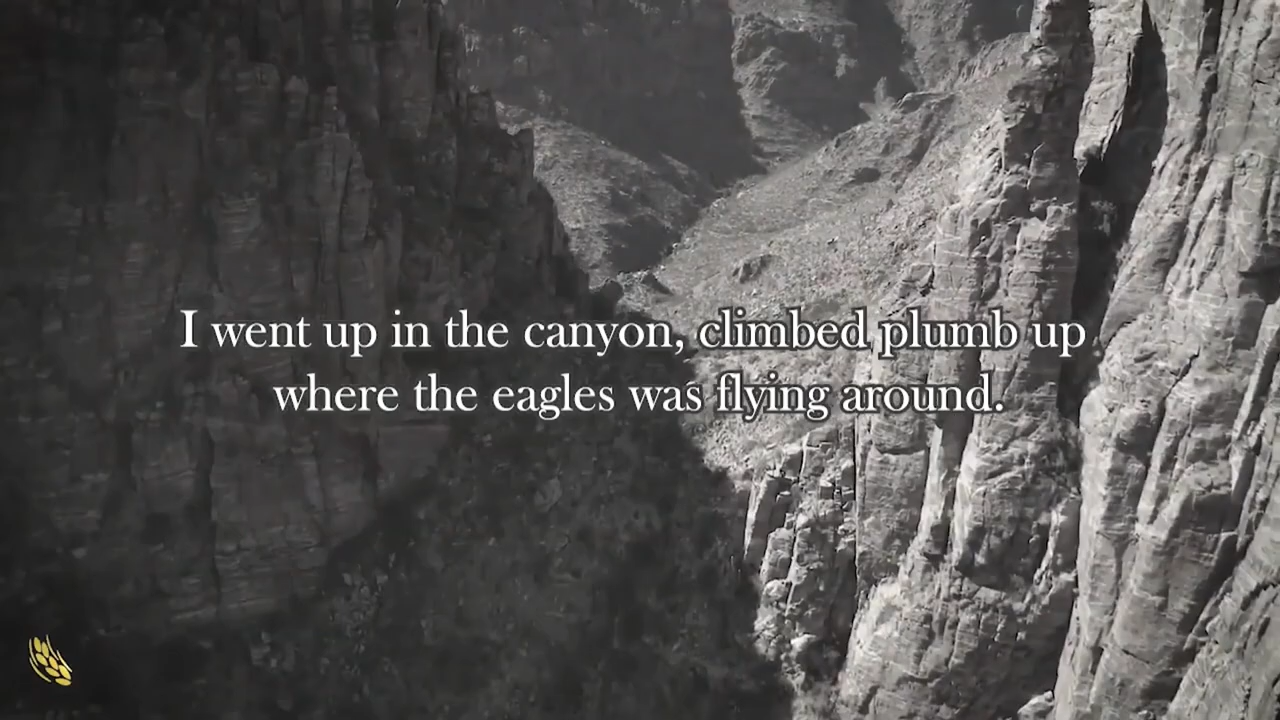 I went up in the canyon, climbed plumb up
where the eagles was flying around.